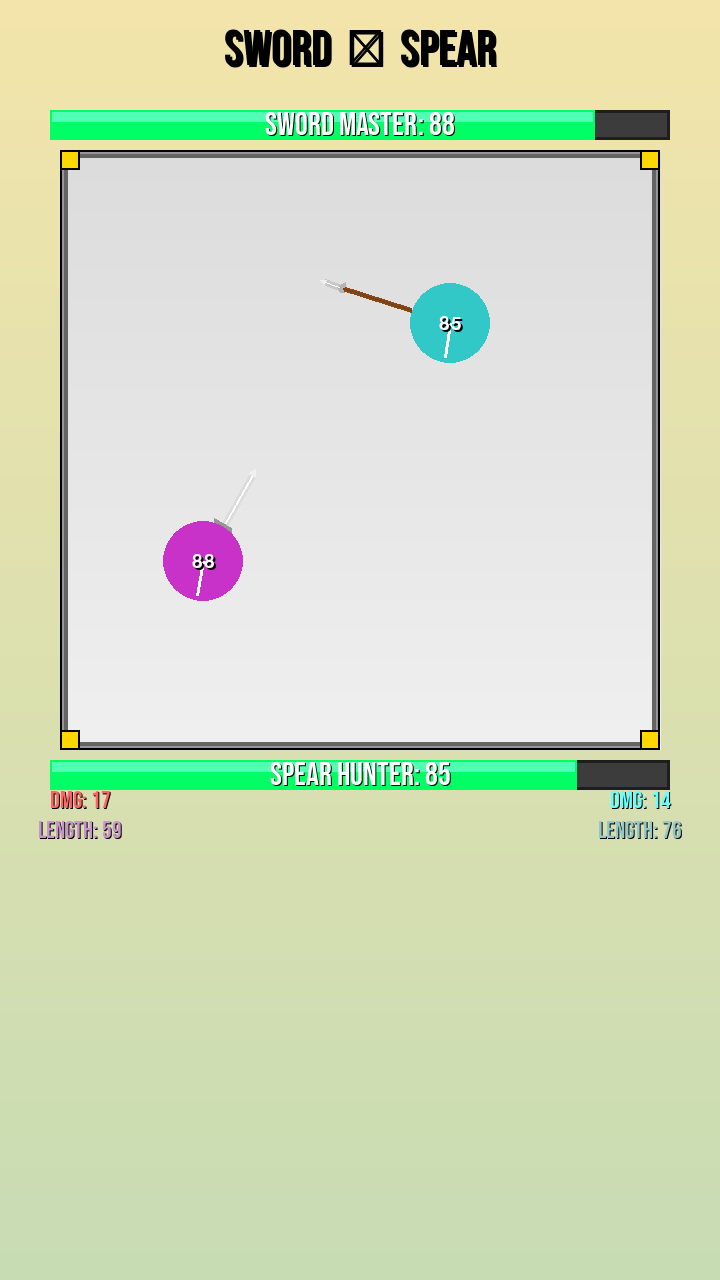 SWORD ☒ SPEAR
SWORD MASTER: 88
85
88
SPEAR HUNTER: 85
DMG: 17
DMG: 14
LENGTH: 59
LENGTH: 76